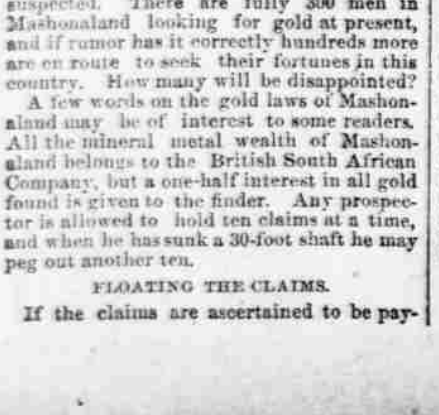 suspected. There are fully 300 men in
Mashonaland looking for gold at present,
and if rumor has it correctly hundreds more
are en route to seek their fortunes in this
country. How many will be disappointed?
A few words on the gold laws of Mashon-
aland may be of interest to some readers.
All the mineral metal wealth of Mashon-
aland belongs to the British South African
Company, but a one-half interest in all gold
found is given to the finder. Any prospec-
tor is allowed to hold ten claims at a time,
and when he has sunk a 30-foot shaft he may
peg out another ten.
FLOATING THE CLAIMS.
If the claims are ascertained to be pay-